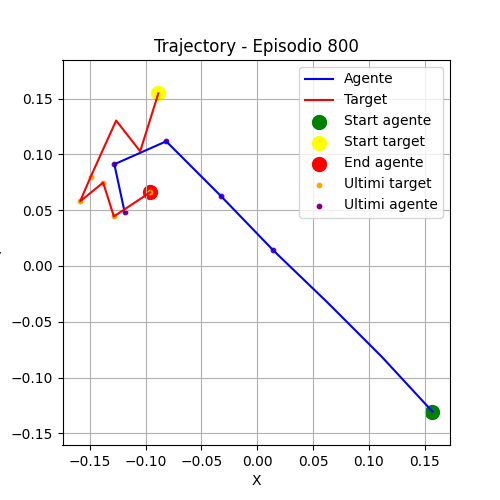 Trajectory - Episodio 800
Agente
Target
Start agente
Start target
End agente
Ultimi target
Ultimi agente
0.15
0.10
0.05
0.00
−0.05
−0.10
−0.15
−0.15 −0.10 −0.05 0.00 0.05 0.10 0.15
X